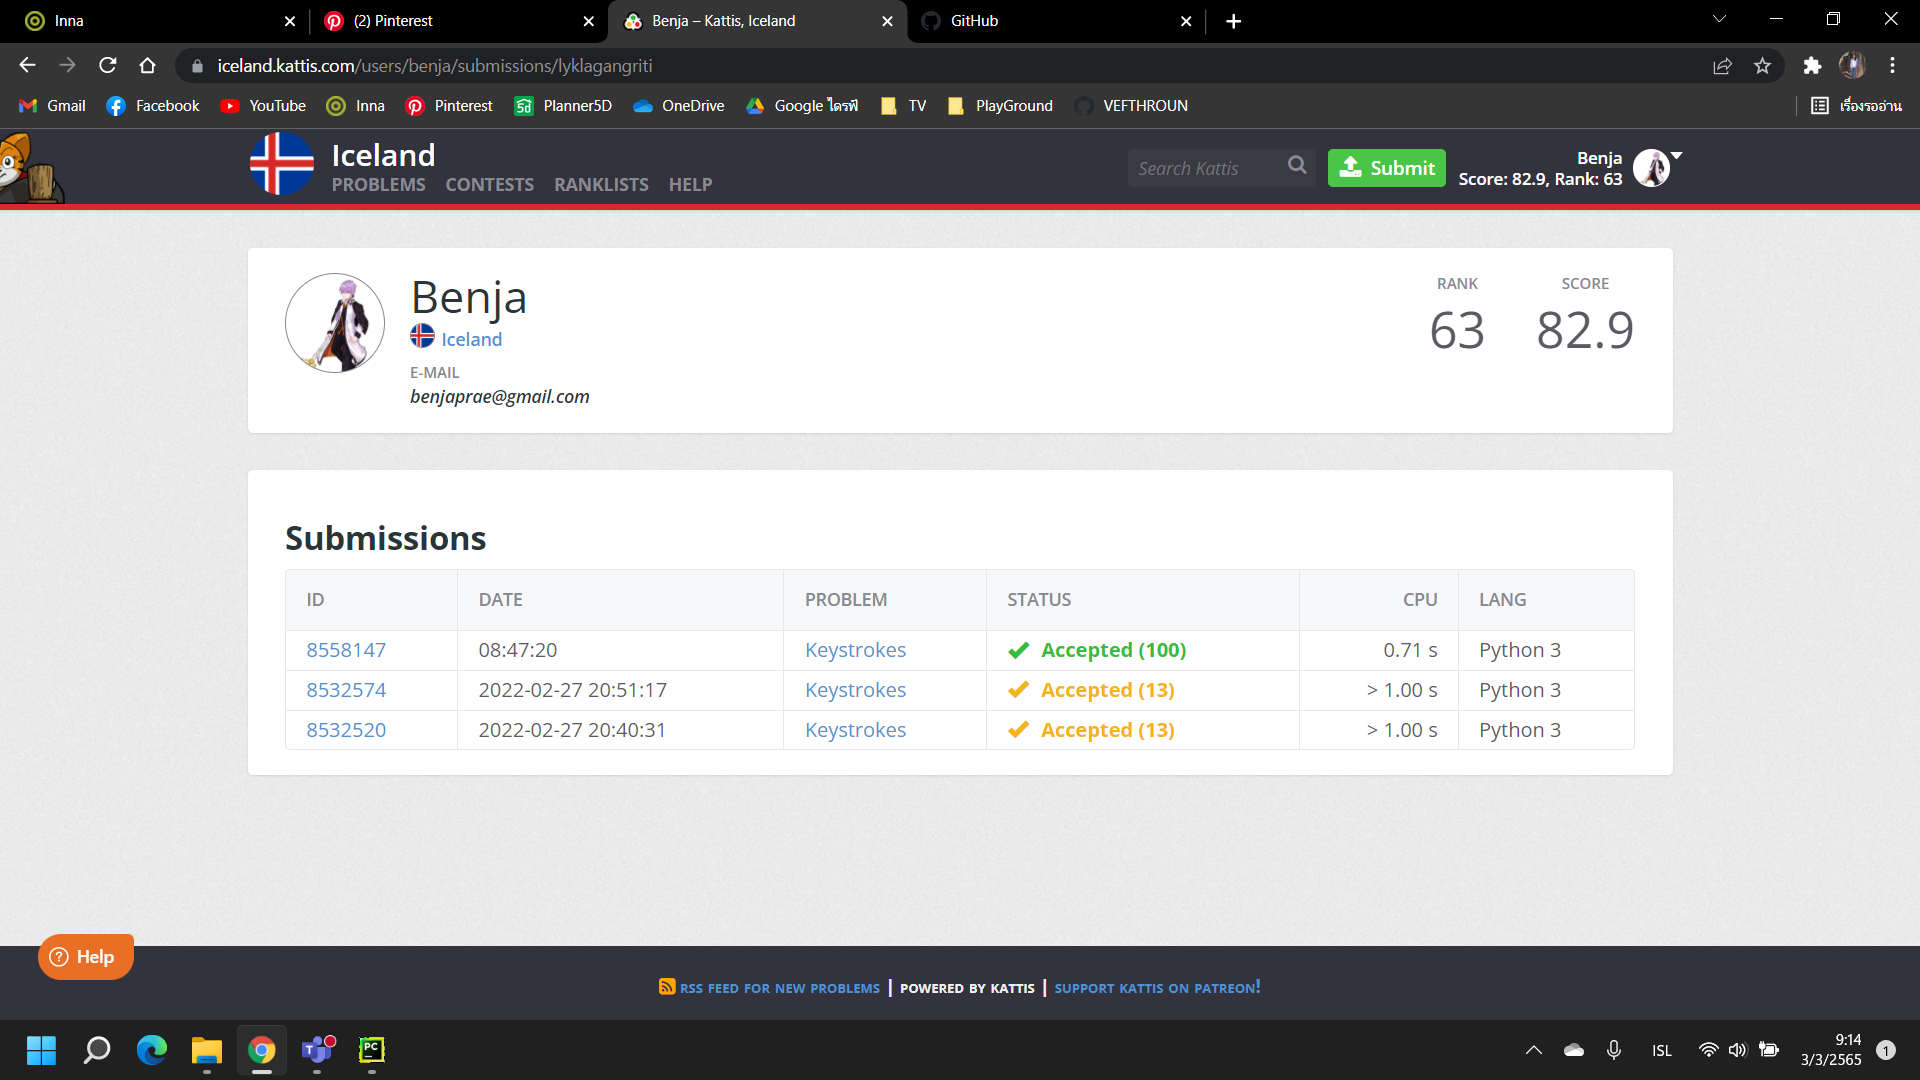 Inna
(2) Pinterest
Benja – Kattis, Iceland
GitHub
iceland.kattis.com/users/benja/submissions/lyklagangriti
Gmail
Facebook
YouTube
Inna
Pinterest
Planner5D
OneDrive
Google ไดรฟ์
TV
PlayGround
VEFTHROUN
เรื่องรออ่าน
Iceland
PROBLEMS CONTESTS RANKLISTS HELP
Search Kattis
Submit
Benja
Score: 82.9, Rank: 63
Benja
Iceland
E-MAIL
benjaprae@gmail.com
RANK
63
SCORE
82.9
Submissions
ID DATE PROBLEM STATUS CPU LANG
8558147 08:47:20 Keystrokes Accepted (100) 0.71 s Python 3
8532574 2022-02-27 20:51:17 Keystrokes Accepted (13) > 1.00 s Python 3
8532520 2022-02-27 20:40:31 Keystrokes Accepted (13) > 1.00 s Python 3
? Help
RSS FEED FOR NEW PROBLEMS | POWERED BY KATTIS | SUPPORT KATTIS ON PATREON!
T
PC
ISL
9:14
3/3/2565
1